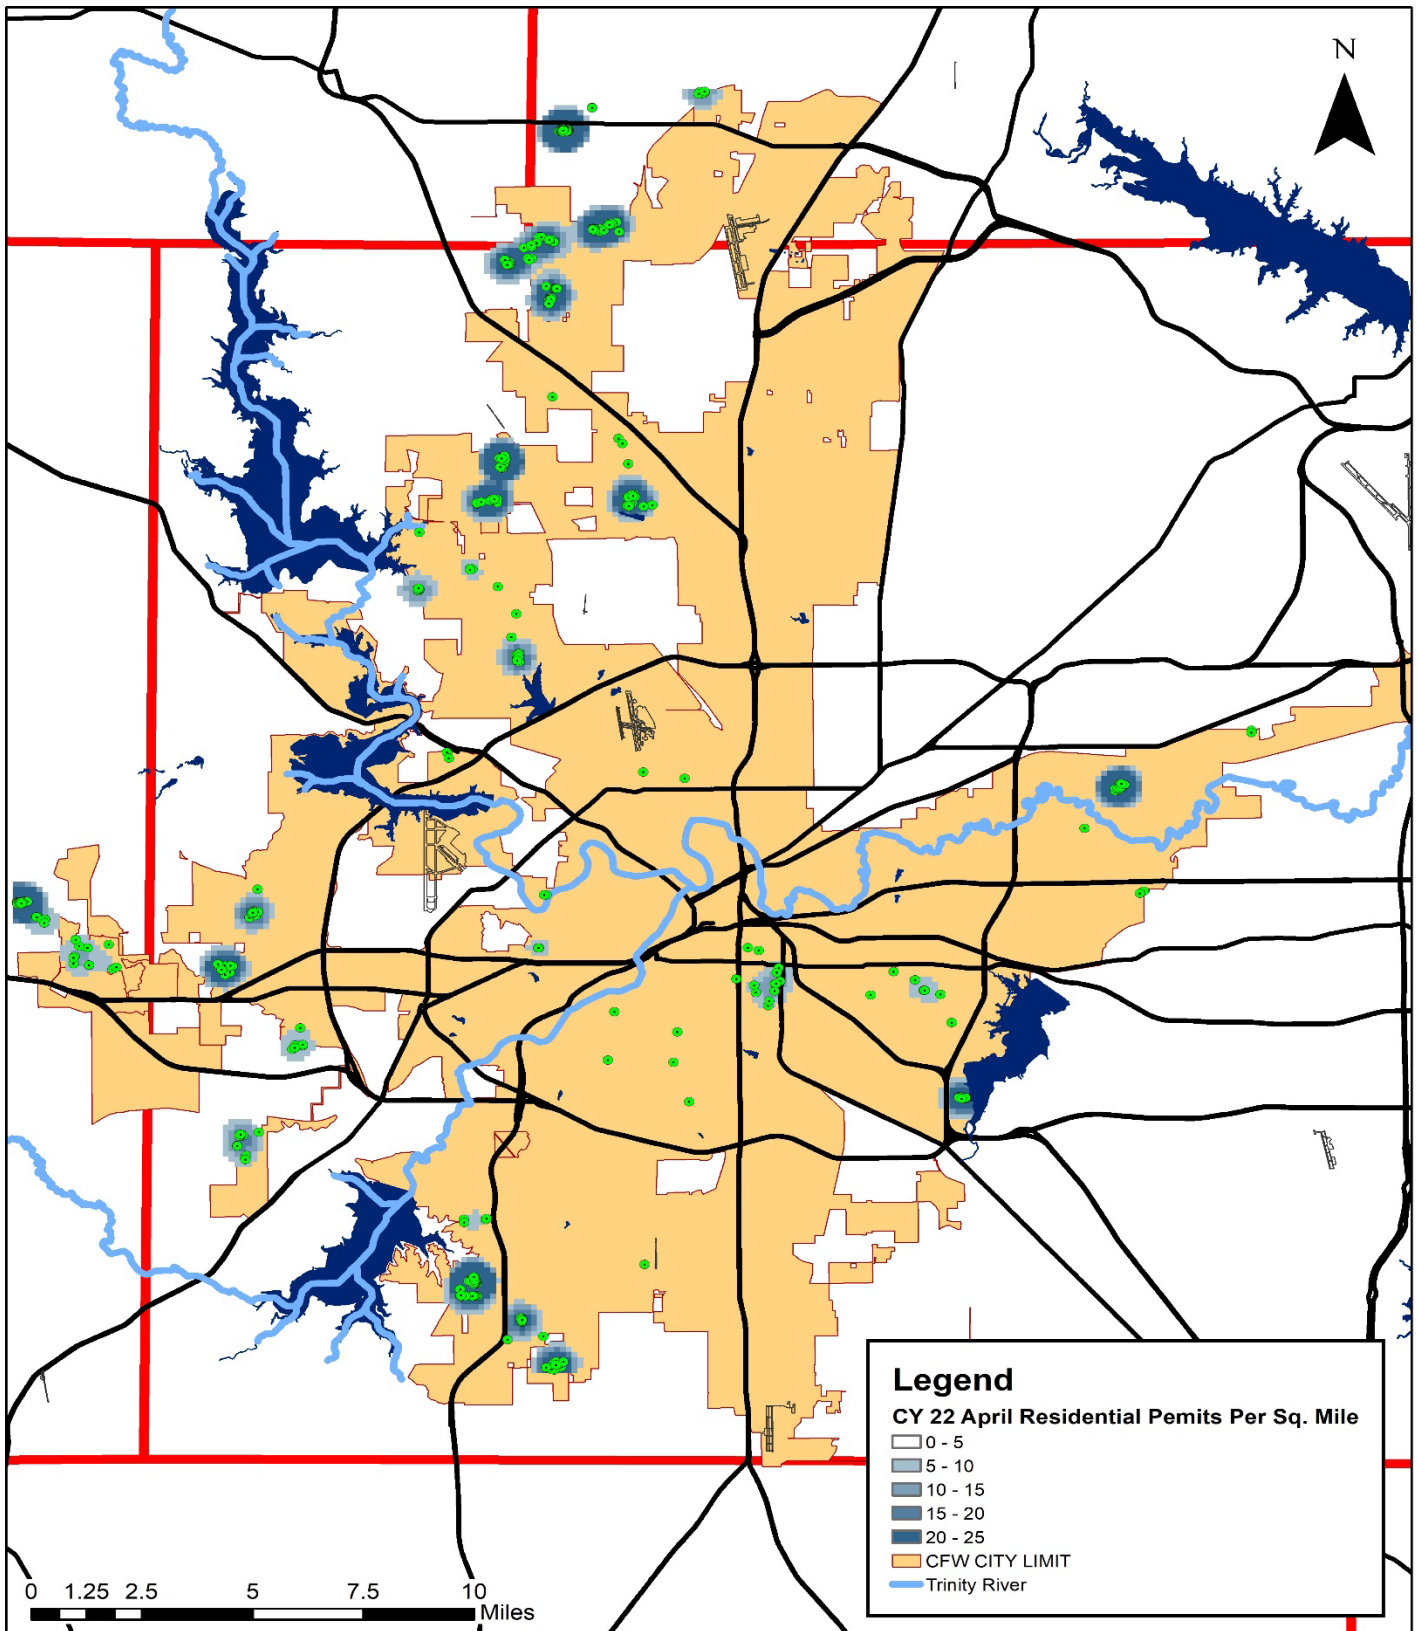 N
Legend
CY 22 April Residential Pemits Per Sq. Mile
0 - 5
5 - 10
10 - 15
15 - 20
20 - 25
CFW CITY LIMIT
Trinity River
0 1.25 2.5 5 7.5 10
Miles